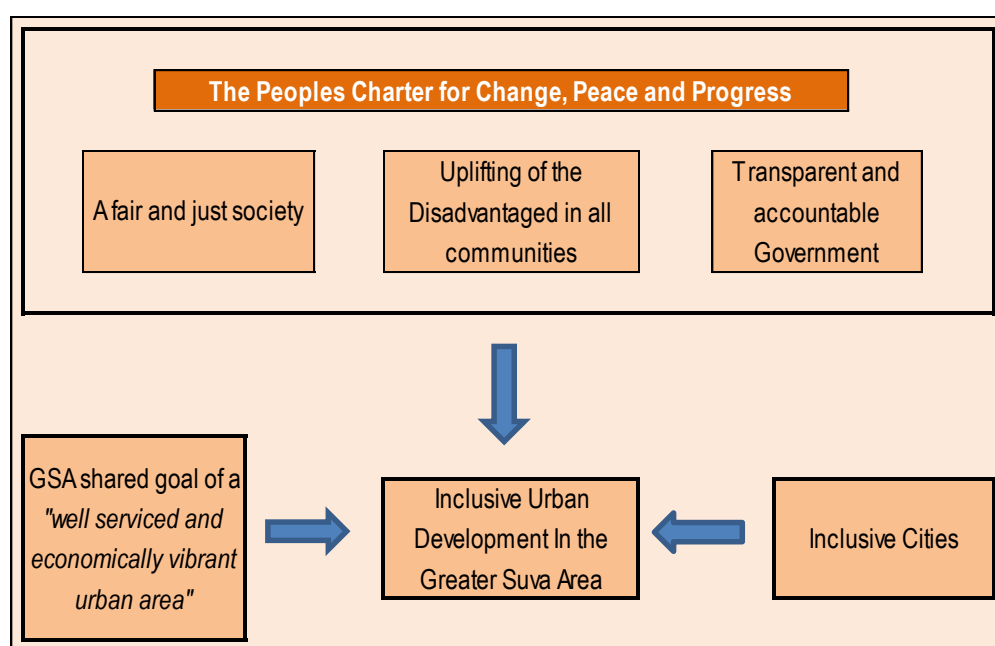 The Peoples Charter for Change, Peace and Progress
A fair and just society
Uplifting of the
Disadvantaged in all
communities
Transparent and
accountable
Government
GSA shared goal of a
"well serviced and
economically vibrant
urban area"
Inclusive Urban
Development In the
Greater Suva Area
Inclusive Cities